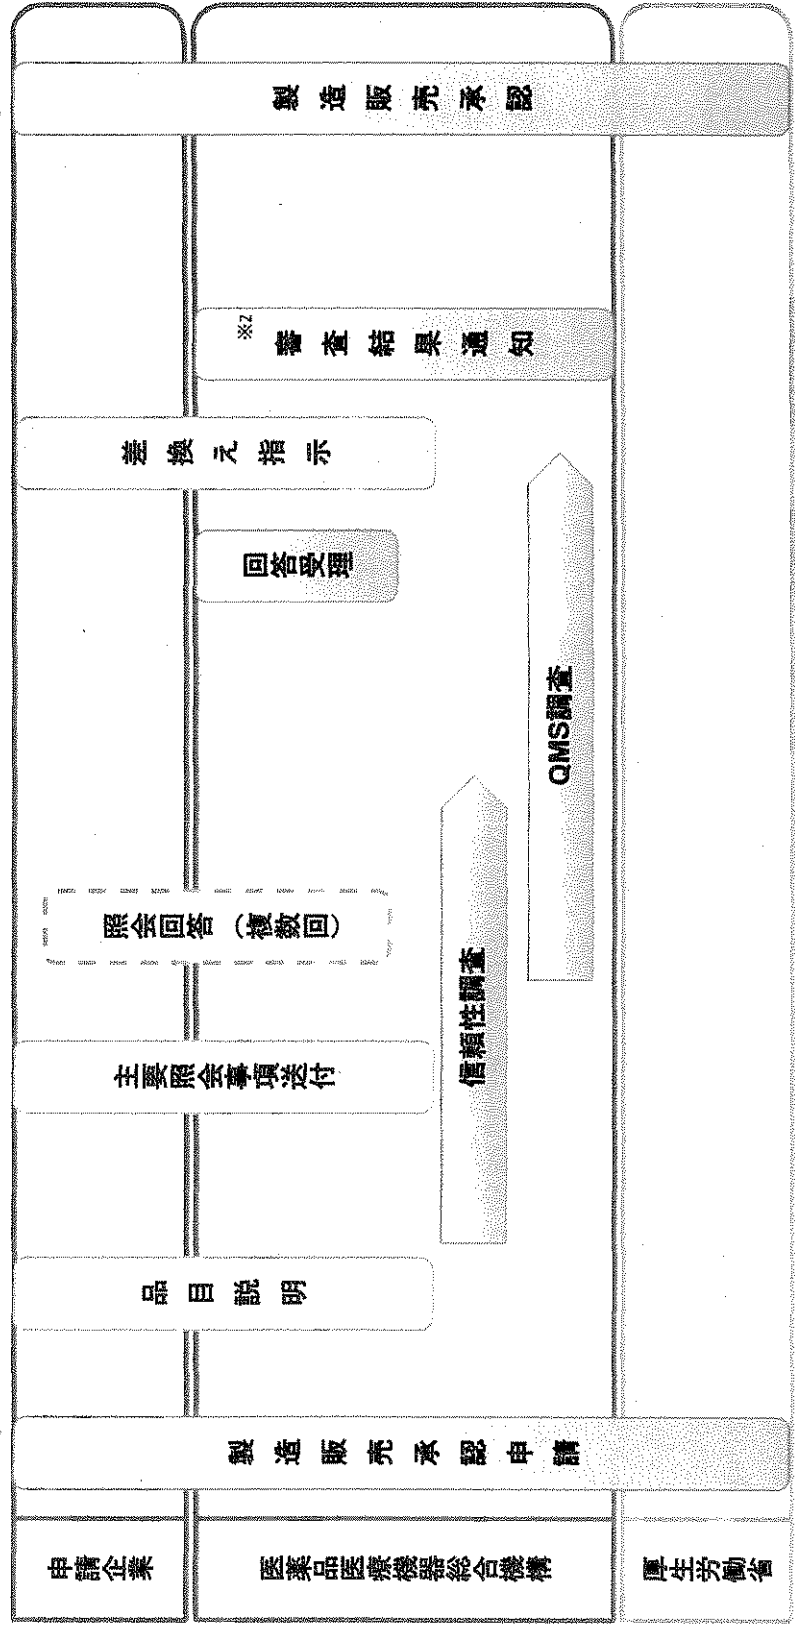 申請企業
医薬品医療機器総合機構
厚生労働省
製造販売承認申請
品目説明
主要照会事項送付
照会回答（複数回）
信頼性調査
QMS調査
回答受理
差換え指示
※2
審査結果通知
製造販売承認